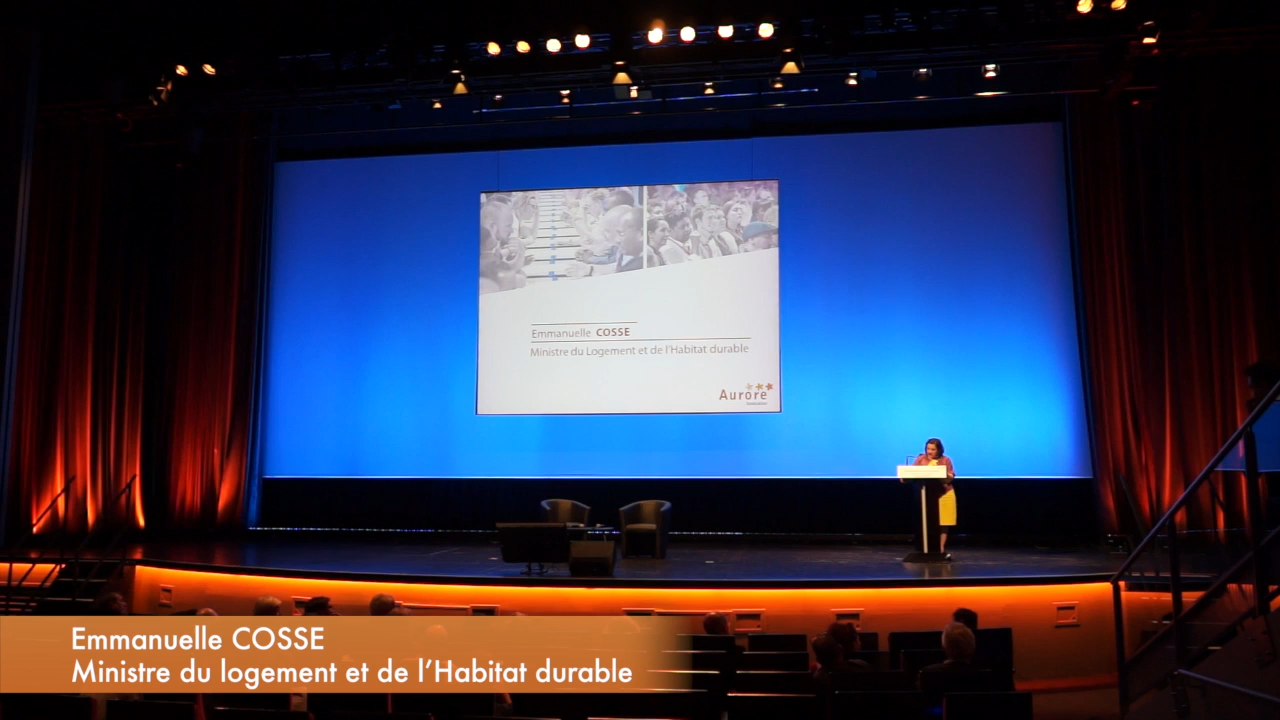 Emmanuelle COSSE
Ministre du Logement et de l'Habitat durable
Aurore
Emmanuelle COSSE
Ministre du logement et de l'Habitat durable